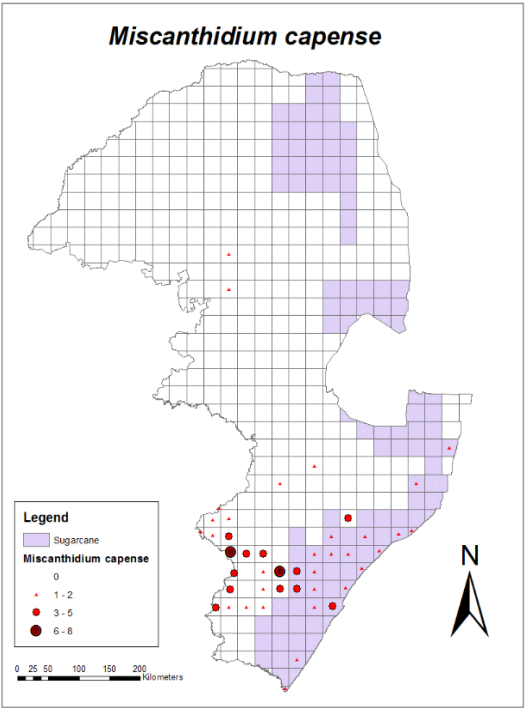 Miscanthidium capense
Legend
Sugarcane
Miscanthidium capense
0
1 - 2
3 - 5
6 - 8
N
0 25 50 100 150 200
Kilometers